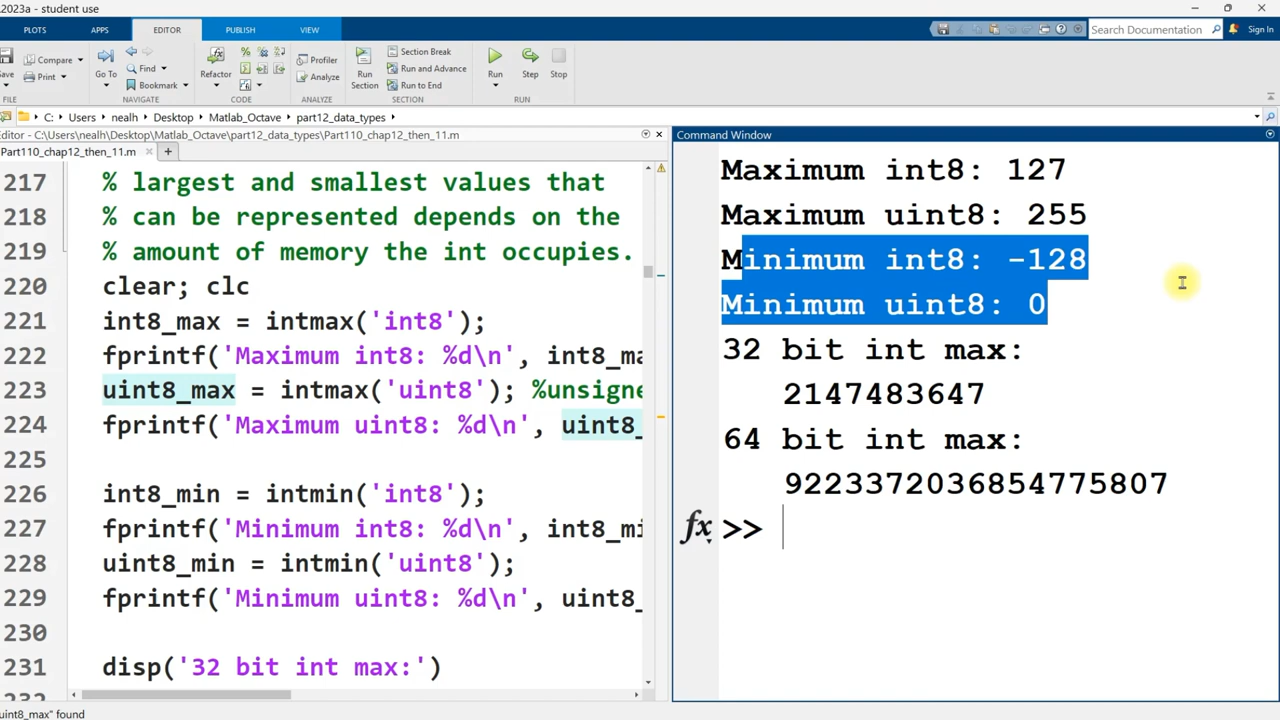 2023a - student use
PLOTS APPS EDITOR PUBLISH VIEW Search Documentation Sign In
Compare Find Section Break Profiler
Print Bookmark Go To Refactor Analyze Run Section Run and Advance Run to End Run Step Stop
FILE NAVIGATE CODE ANALYZE SECTION RUN
C: Users nealh Desktop Matlab_Octave part12_data_types
Editor - C:\Users\nealh\Desktop\Matlab_Octave\part12_data_types\Part110_chap12_then_11.m
Part110_chap12_then_11.m
217 % largest and smallest values that
218 % can be represented depends on the
219 % amount of memory the int occupies.
220 clear; clc
221 int8_max = intmax('int8');
222 fprintf('Maximum int8: %d\n', int8_ma
223 uint8_max = intmax('uint8'); %unsigne
224 fprintf('Maximum uint8: %d\n', uint8_
225
226 int8_min = intmin('int8');
227 fprintf('Minimum int8: %d\n', int8_mi
228 uint8_min = intmin('uint8');
229 fprintf('Minimum uint8: %d\n', uint8_
230
231 disp('32 bit int max:')
uint8_max" found
Command Window
Maximum int8: 127
Maximum uint8: 255
Minimum int8: -128
Minimum uint8: 0
32 bit int max:
2147483647
64 bit int max:
9223372036854775807
fx >>